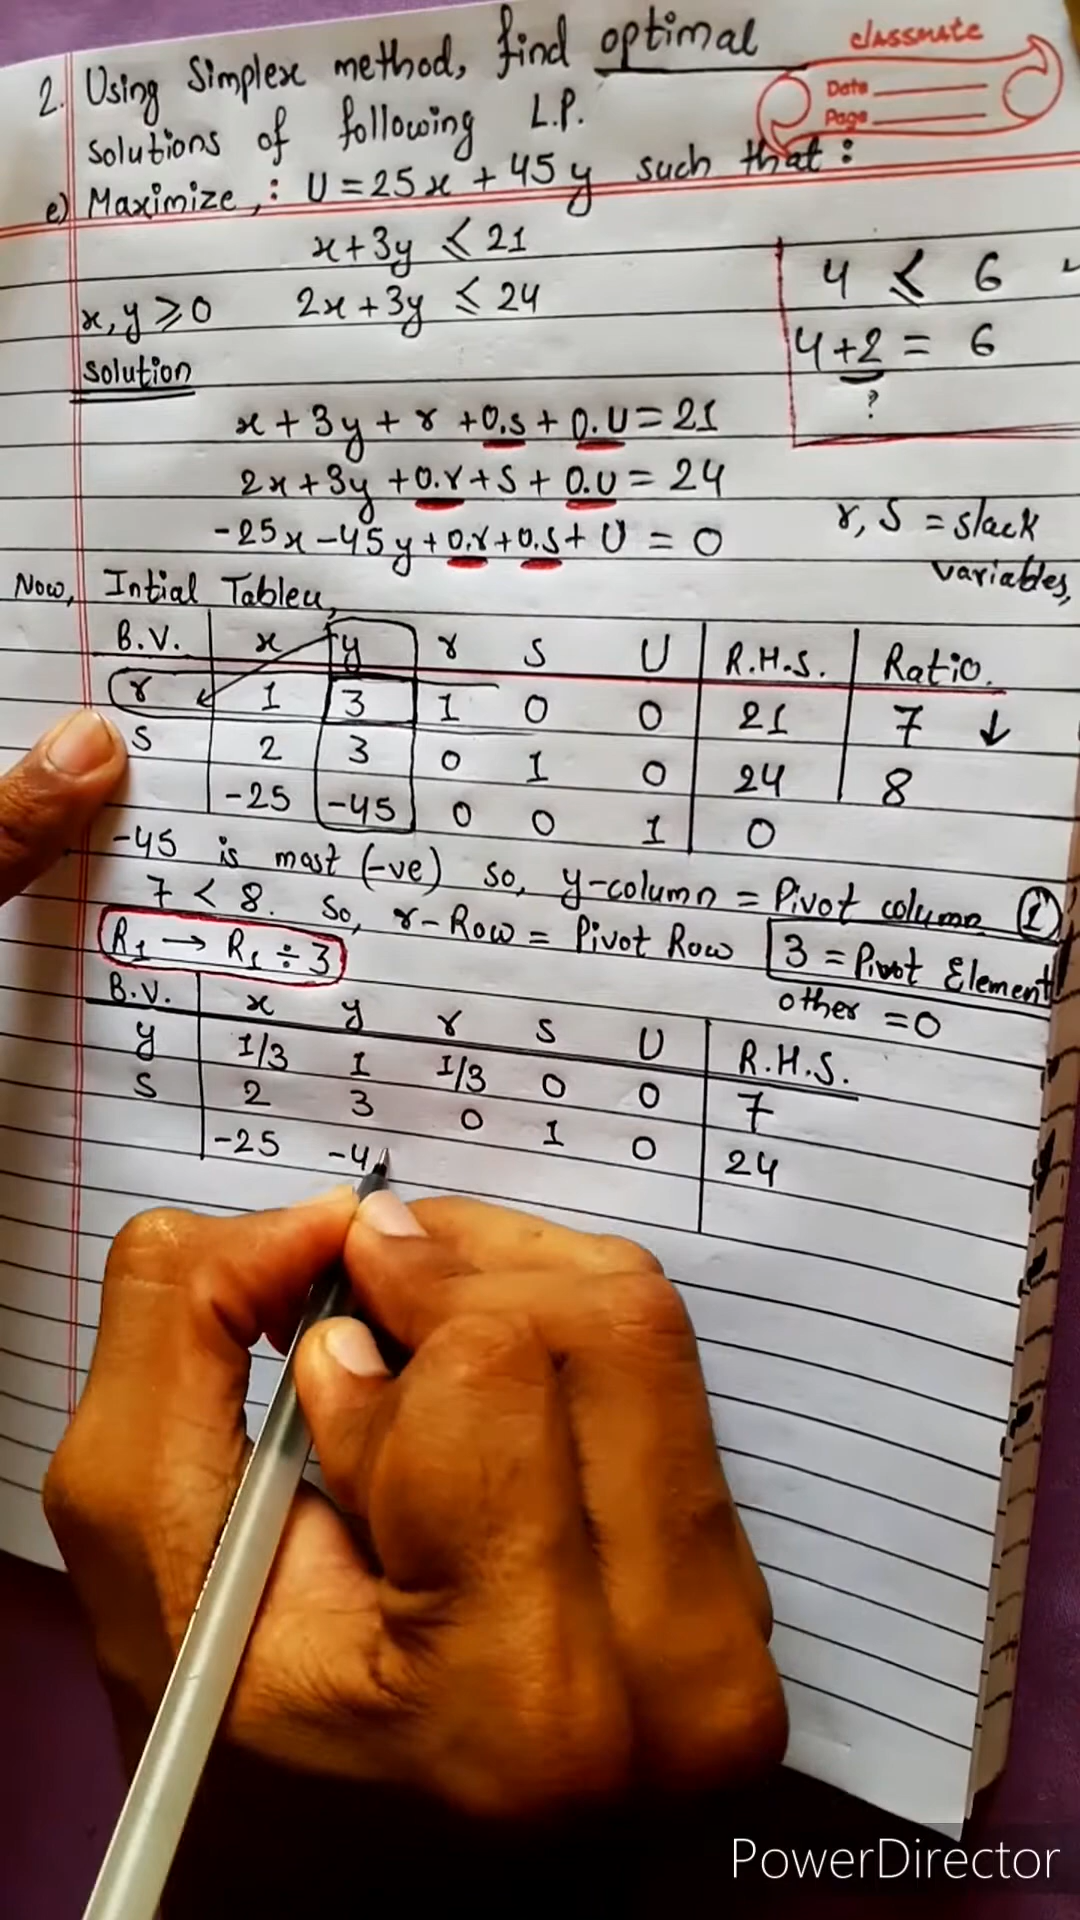 classmate
Date
Page
2. Using Simplex method, find optimal
solutions of following L.P.
e) Maximize,: U = 25x + 45y such that:
x + 3y ≤ 21
x, y ≥ 0 2x + 3y ≤ 24
4 ≤ 6
4 + 2 = 6
?
solution
x + 3y + r + 0.s + 0.U = 21
2x + 3y + 0.r + S + 0.U = 24
-25x - 45y + 0.r + 0.s + U = 0
r, S = slack
variables,
Now, Intial Tableu,
B.V. x y r S U R.H.S. Ratio.
r 1 3 1 0 0 21 7 ↓
S 2 3 0 1 0 24 8
-25 -45 0 0 1 0
-45 is most (-ve) so, y-column = Pivot column ①
7 < 8. So, r-Row = Pivot Row 3 = Pivot Element
R₁ → R₁ ÷ 3
other = 0
B.V. x y r S U R.H.S.
y 1/3 1 1/3 0 0 7
S 2 3 0 1 0 24
-25 -4
PowerDirector